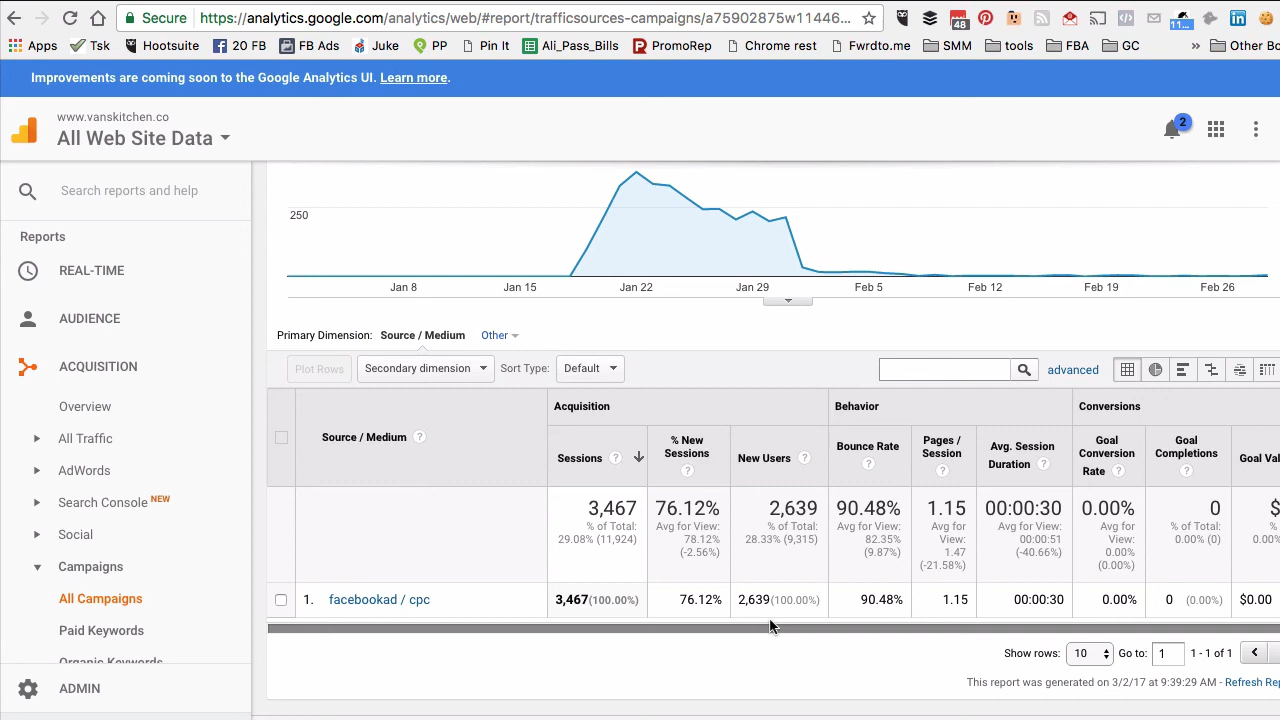 Secure https://analytics.google.com/analytics/web/#report/trafficsources-campaigns/a75902875w11446...
48
11...
Apps Tsk Hootsuite 20 FB FB Ads Juke PP Pin It Ali_Pass_Bills PromoRep Chrome rest Fwrdto.me SMM tools FBA GC » Other Bo
Improvements are coming soon to the Google Analytics UI. Learn more.
www.vanskitchen.co
All Web Site Data
2
Search reports and help
Reports
REAL-TIME
AUDIENCE
ACQUISITION
Overview
All Traffic
AdWords
Search Console NEW
Social
Campaigns
All Campaigns
Paid Keywords
Organic Keywords
ADMIN
250
Jan 8 Jan 15 Jan 22 Jan 29 Feb 5 Feb 12 Feb 19 Feb 26
Primary Dimension: Source / Medium Other
Plot Rows Secondary dimension Sort Type: Default advanced
Acquisition Behavior Conversions
Source / Medium ?
Sessions ?
% New Sessions ?
New Users ?
Bounce Rate ?
Pages / Session ?
Avg. Session Duration ?
Goal Conversion Rate ?
Goal Completions ?
Goal Val
3,467
% of Total:
29.08% (11,924)
76.12%
Avg for View:
78.12%
(-2.56%)
2,639
% of Total:
28.33% (9,315)
90.48%
Avg for View:
82.35%
(9.87%)
1.15
Avg for
View:
1.47
(-21.58%)
00:00:30
Avg for View:
00:00:51
(-40.66%)
0.00%
Avg for
View:
0.00%
(0.00%)
0
% of Total:
0.00% (0)
$
% o
0.00%
1. facebookad / cpc 3,467(100.00%) 76.12% 2,639(100.00%) 90.48% 1.15 00:00:30 0.00% 0 (0.00%) $0.00
Show rows: 10 Go to: 1 1 - 1 of 1
This report was generated on 3/2/17 at 9:39:29 AM - Refresh Rep